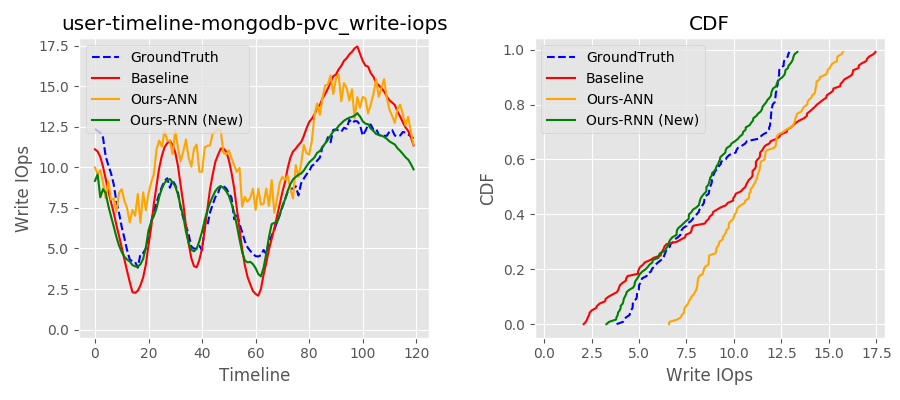 user-timeline-mongodb-pvc_write-iops
GroundTruth
Baseline
Ours-ANN
Ours-RNN (New)
Write IOps
17.5
15.0
12.5
10.0
7.5
5.0
2.5
0.0
0 20 40 60 80 100 120
Timeline
CDF
GroundTruth
Baseline
Ours-ANN
Ours-RNN (New)
CDF
1.0
0.8
0.6
0.4
0.2
0.0
0.0 2.5 5.0 7.5 10.0 12.5 15.0 17.5
Write IOps